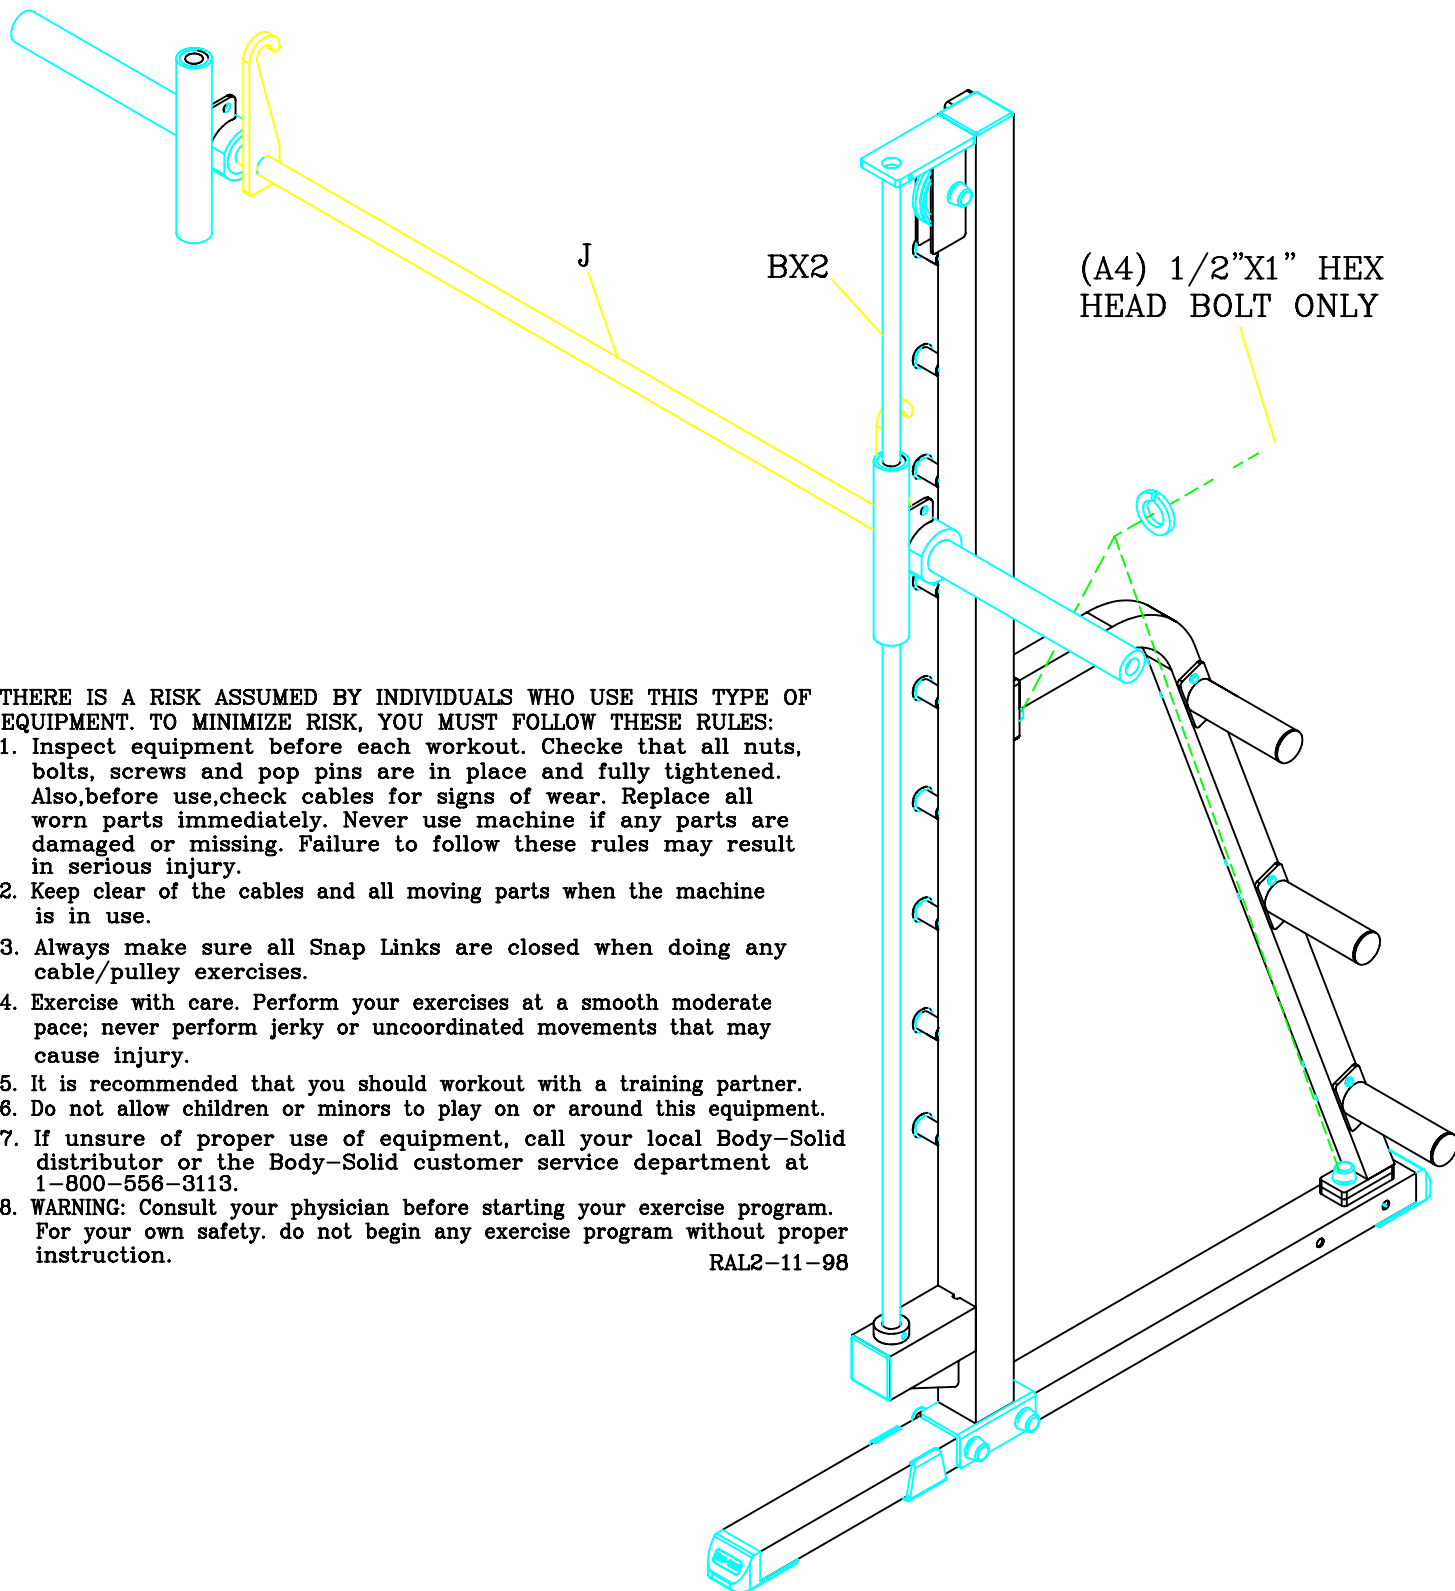 J
BX2
(A4) 1/2”X1” HEX
HEAD BOLT ONLY
THERE IS A RISK ASSUMED BY INDIVIDUALS WHO USE THIS TYPE OF
EQUIPMENT. TO MINIMIZE RISK, YOU MUST FOLLOW THESE RULES:
1. Inspect equipment before each workout. Checke that all nuts,
bolts, screws and pop pins are in place and fully tightened.
Also,before use,check cables for signs of wear. Replace all
worn parts immediately. Never use machine if any parts are
damaged or missing. Failure to follow these rules may result
in serious injury.
2. Keep clear of the cables and all moving parts when the machine
is in use.
3. Always make sure all Snap Links are closed when doing any
cable/pulley exercises.
4. Exercise with care. Perform your exercises at a smooth moderate
pace; never perform jerky or uncoordinated movements that may
cause injury.
5. It is recommended that you should workout with a training partner.
6. Do not allow children or minors to play on or around this equipment.
7. If unsure of proper use of equipment, call your local Body-Solid
distributor or the Body-Solid customer service department at
1-800-556-3113.
8. WARNING: Consult your physician before starting your exercise program.
For your own safety. do not begin any exercise program without proper
instruction.
RAL2-11-98